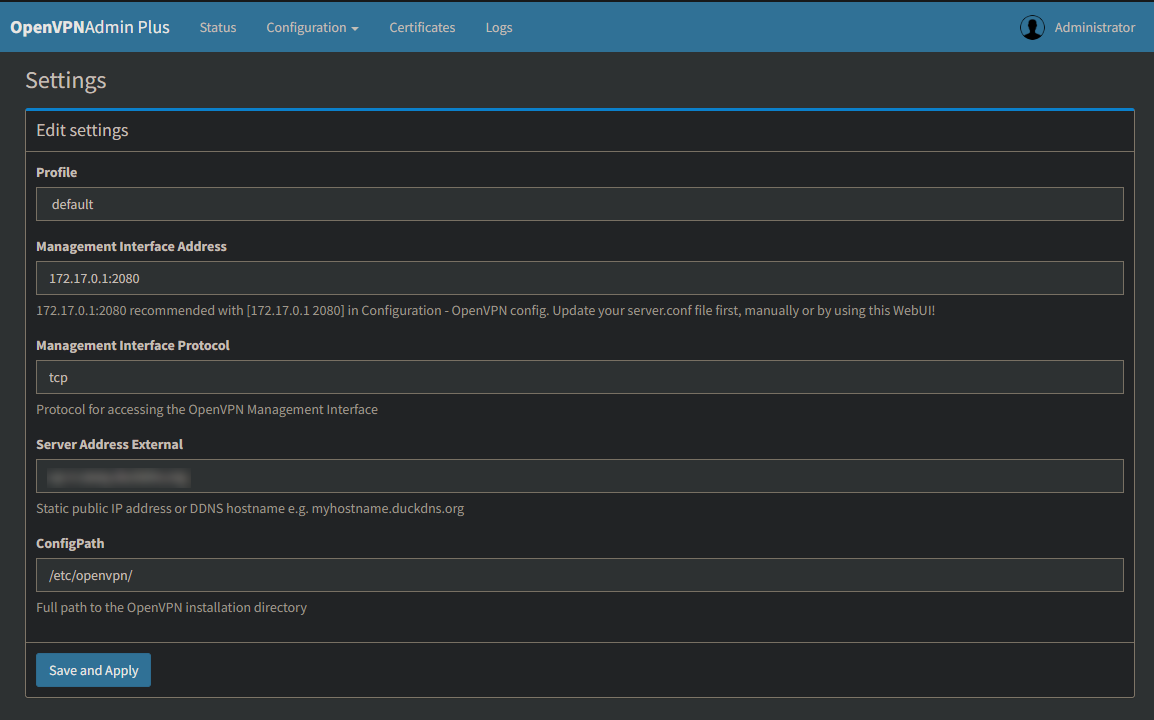 OpenVPNAdmin Plus Status Configuration Certificates Logs Administrator
Settings
Edit settings
Profile
default
Management Interface Address
172.17.0.1:2080
172.17.0.1:2080 recommended with [172.17.0.1 2080] in Configuration - OpenVPN config. Update your server.conf file first, manually or by using this WebUI!
Management Interface Protocol
tcp
Protocol for accessing the OpenVPN Management Interface
Server Address External
Static public IP address or DDNS hostname e.g. myhostname.duckdns.org
ConfigPath
/etc/openvpn/
Full path to the OpenVPN installation directory
Save and Apply